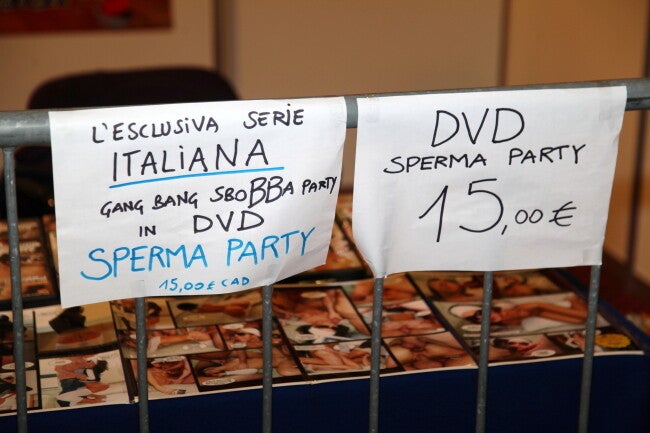 L'ESCLUSIVA SERIE
ITALIANA
GANG BANG SBOBBA PARTY
IN DVD
SPERMA PARTY
15,00€ CAD
DVD
SPERMA PARTY
15,00 €